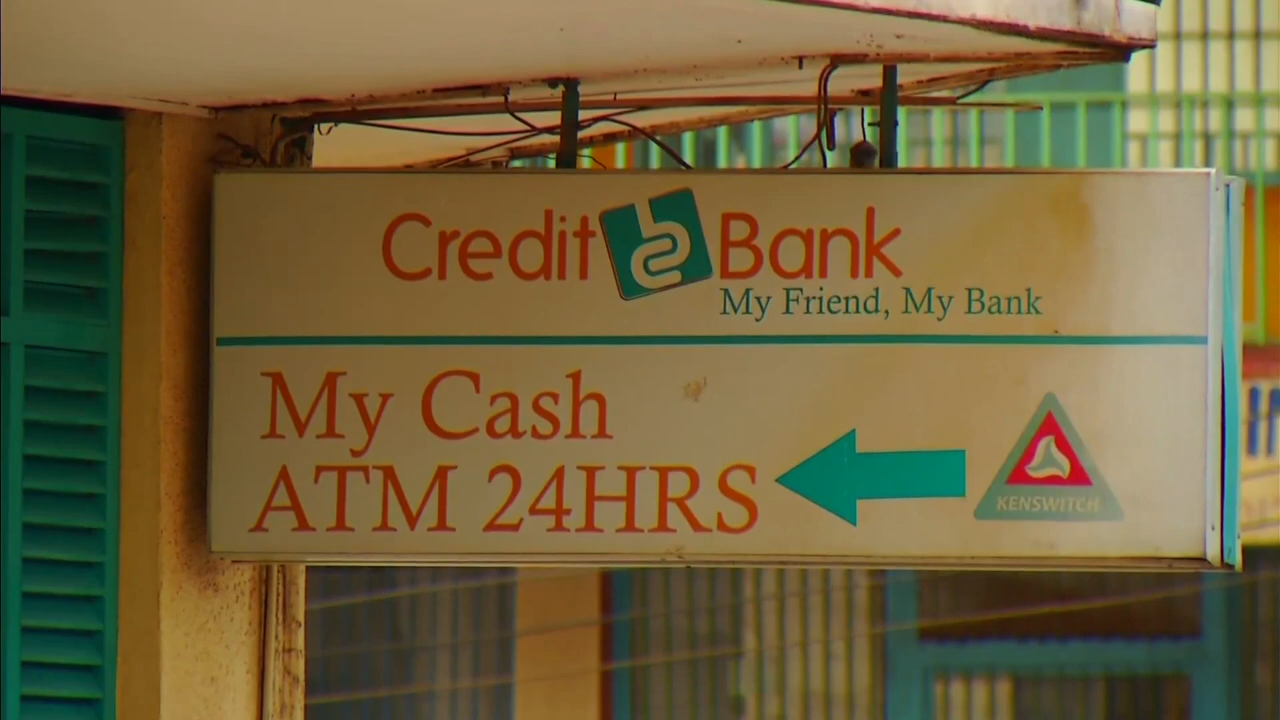 Credit Bank
My Friend, My Bank
My Cash
ATM 24HRS
KENSWITCH